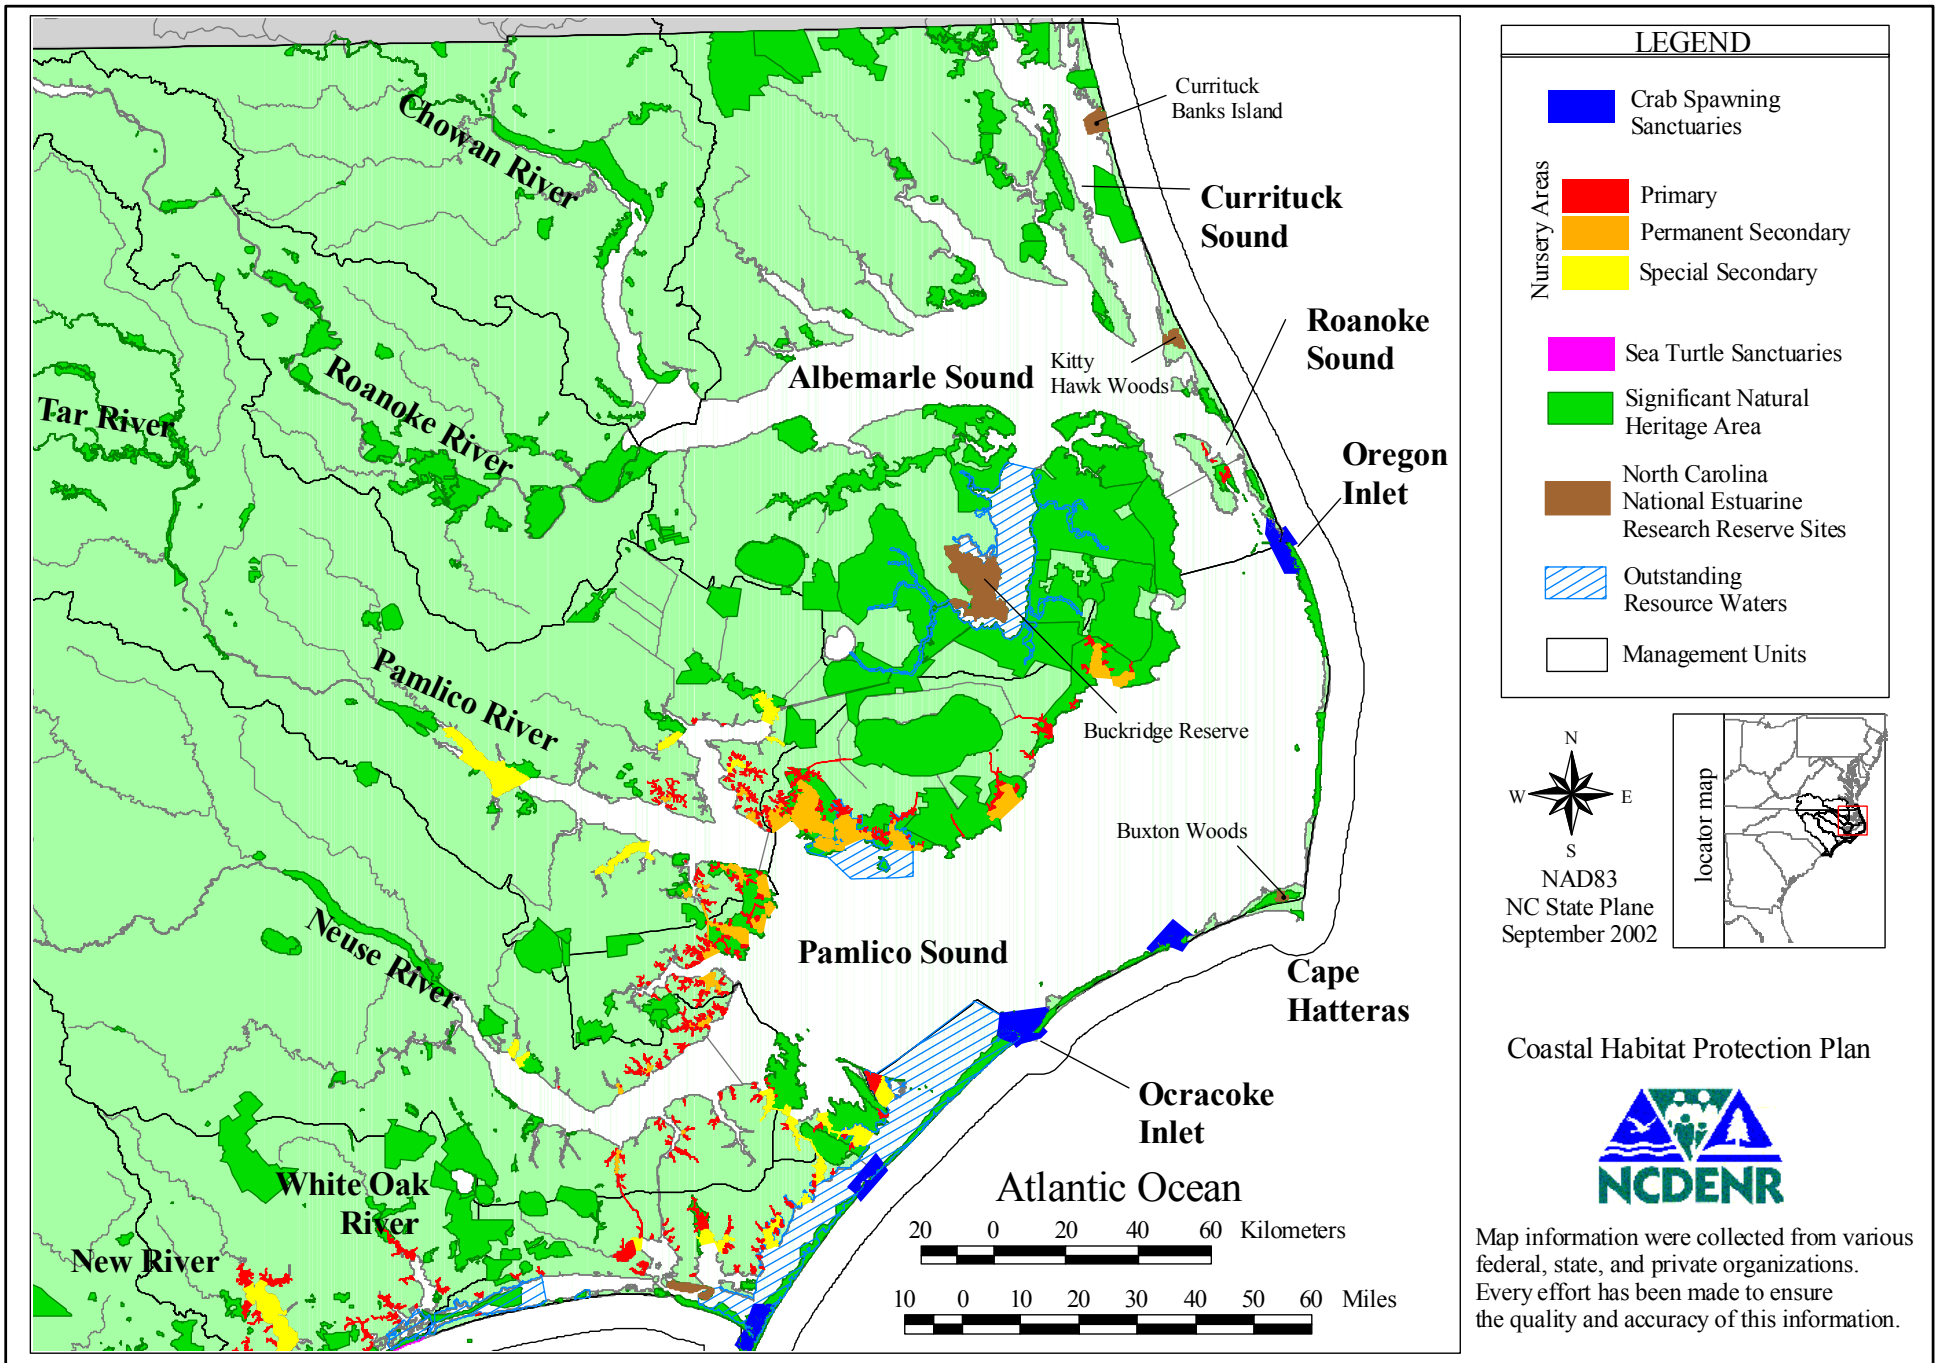 Chowan River
Currituck
Banks Island
Currituck
Sound
Roanoke
Sound
Albemarle Sound
Kitty
Hawk Woods
Roanoke River
Tar River
Oregon
Inlet
Pamlico River
Buckridge Reserve
Buxton Woods
Neuse River
Pamlico Sound
Cape
Hatteras
Ocracoke
Inlet
White Oak
River
New River
Atlantic Ocean
20 0 20 40 60 Kilometers
10 0 10 20 30 40 50 60 Miles
LEGEND
Crab Spawning
Sanctuaries
Nursery Areas
Primary
Permanent Secondary
Special Secondary
Sea Turtle Sanctuaries
Significant Natural
Heritage Area
North Carolina
National Estuarine
Research Reserve Sites
Outstanding
Resource Waters
Management Units
N
W E
S
NAD83
NC State Plane
September 2002
locator map
Coastal Habitat Protection Plan
NCDENR
Map information were collected from various
federal, state, and private organizations.
Every effort has been made to ensure
the quality and accuracy of this information.